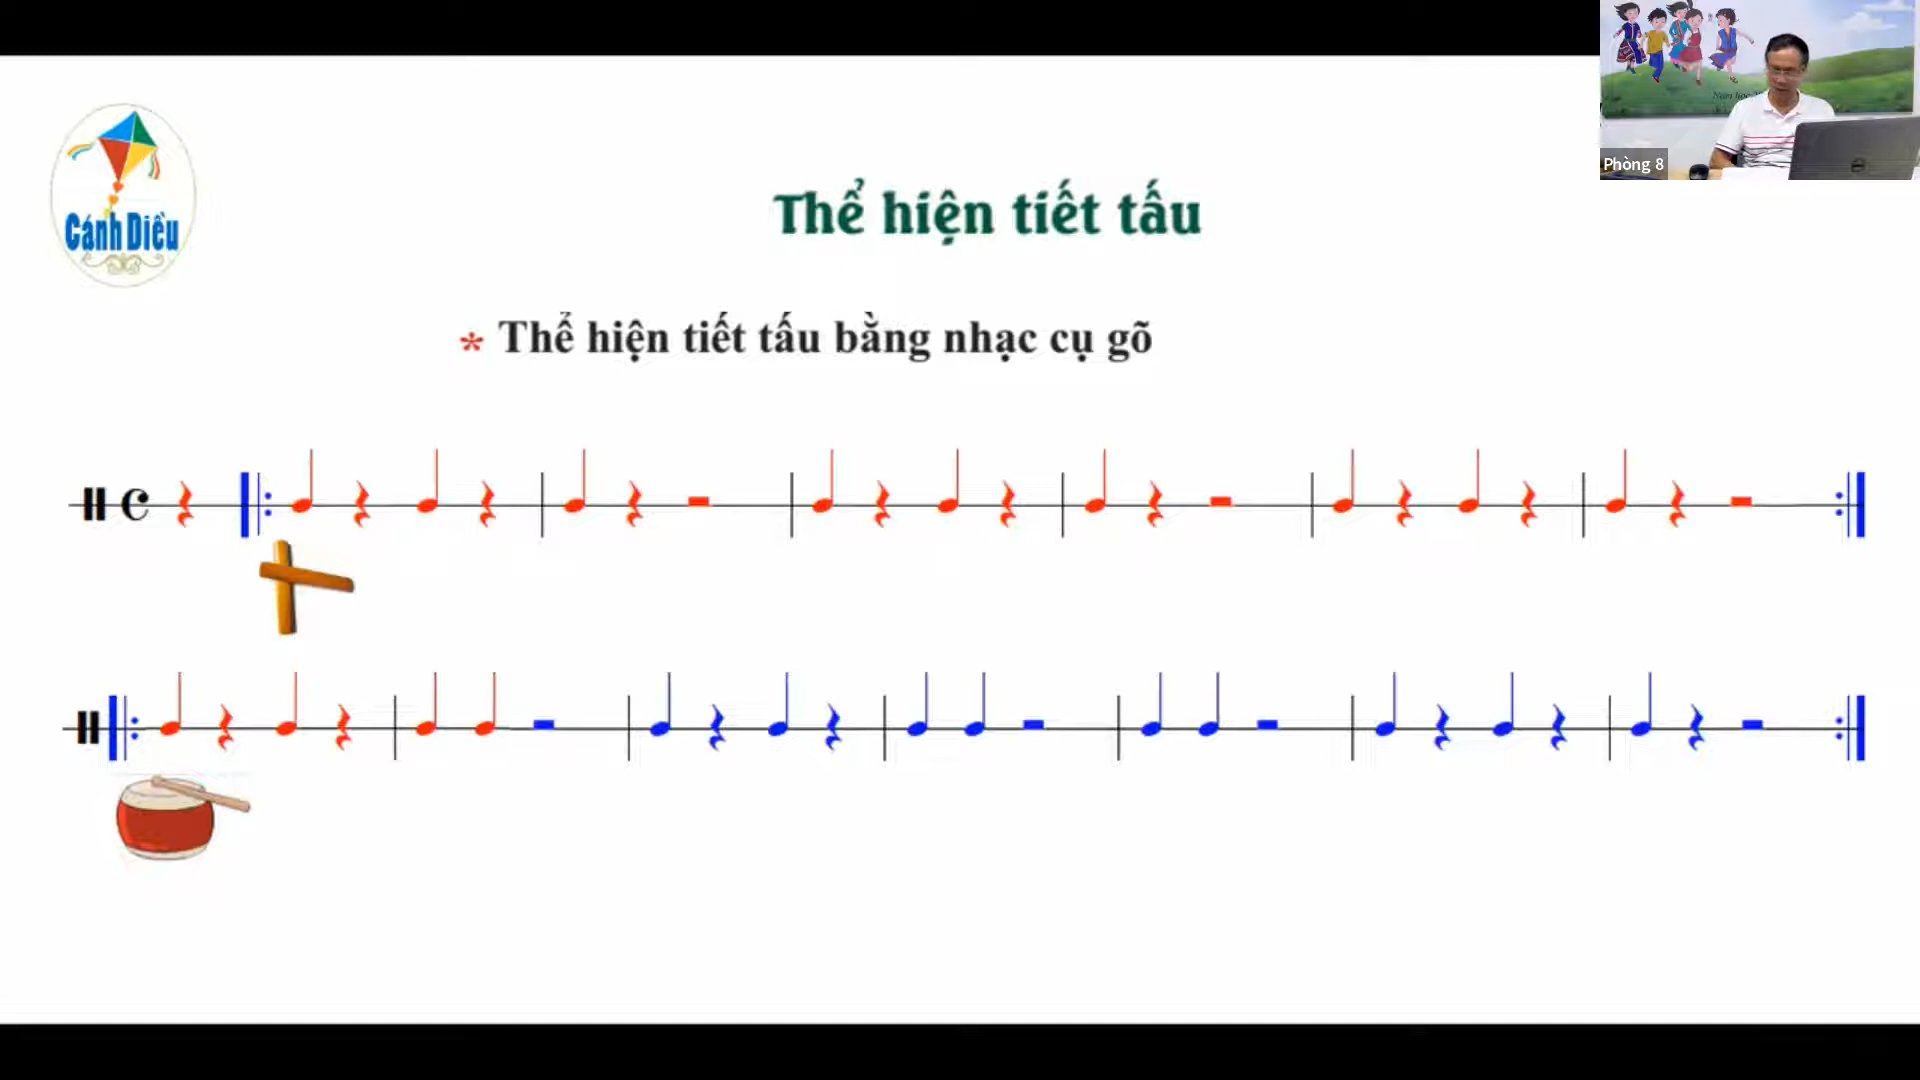 Phòng 8
Cánh Diều
Thể hiện tiết tấu
* Thể hiện tiết tấu bằng nhạc cụ gõ